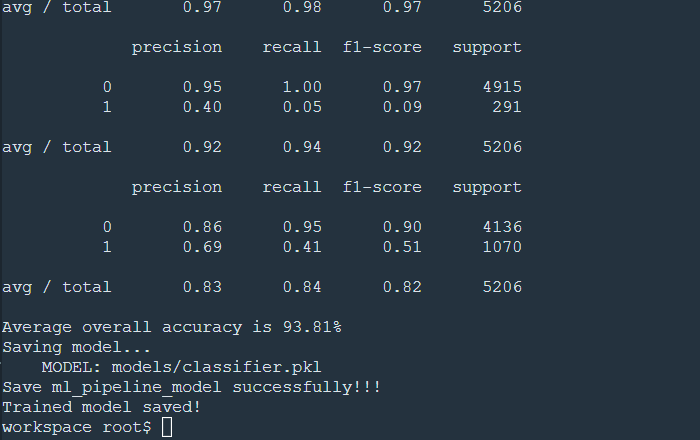 avg / total       0.97      0.98      0.97      5206
             precision    recall  f1-score   support
          0       0.95      1.00      0.97      4915
          1       0.40      0.05      0.09       291
avg / total       0.92      0.94      0.92      5206
             precision    recall  f1-score   support
          0       0.86      0.95      0.90      4136
          1       0.69      0.41      0.51      1070
avg / total       0.83      0.84      0.82      5206
Average overall accuracy is 93.81%
Saving model...
    MODEL: models/classifier.pkl
Save ml_pipeline_model successfully!!!
Trained model saved!
workspace root$